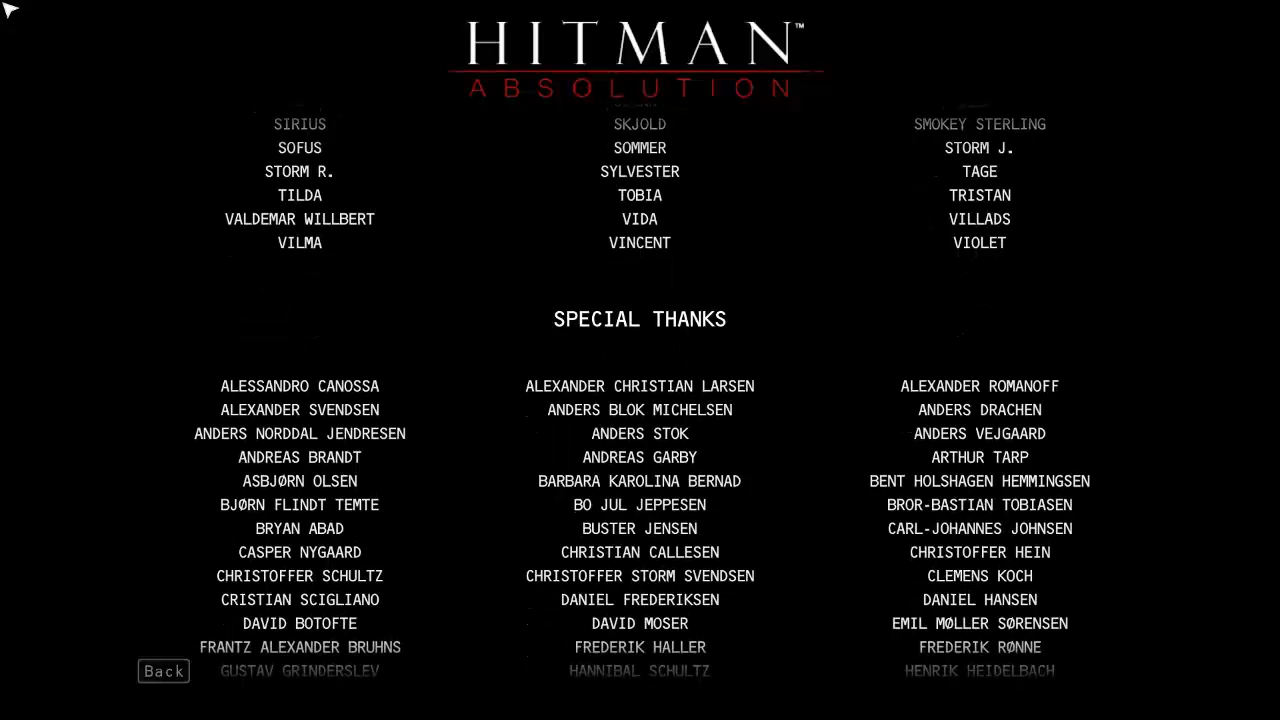 HITMAN™
ABSOLUTION
SIRIUS SKJOLD SMOKEY STERLING
SOFUS SOMMER STORM J.
STORM R. SYLVESTER TAGE
TILDA TOBIA TRISTAN
VALDEMAR WILLBERT VIDA VILLADS
VILMA VINCENT VIOLET
SPECIAL THANKS
ALESSANDRO CANOSSA ALEXANDER CHRISTIAN LARSEN ALEXANDER ROMANOFF
ALEXANDER SVENDSEN ANDERS BLOK MICHELSEN ANDERS DRACHEN
ANDERS NORDDAL JENDRESEN ANDERS STOK ANDERS VEJGAARD
ANDREAS BRANDT ANDREAS GARBY ARTHUR TARP
ASBJØRN OLSEN BARBARA KAROLINA BERNAD BENT HOLSHAGEN HEMMINGSEN
BJØRN FLINDT TEMTE BO JUL JEPPESEN BROR-BASTIAN TOBIASEN
BRYAN ABAD BUSTER JENSEN CARL-JOHANNES JOHNSEN
CASPER NYGAARD CHRISTIAN CALLESEN CHRISTOFFER HEIN
CHRISTOFFER SCHULTZ CHRISTOFFER STORM SVENDSEN CLEMENS KOCH
CRISTIAN SCIGLIANO DANIEL FREDERIKSEN DANIEL HANSEN
DAVID BOTOFTE DAVID MOSER EMIL MØLLER SØRENSEN
FRANTZ ALEXANDER BRUHNS FREDERIK HALLER FREDERIK RØNNE
Back GUSTAV GRINDERSLEV HANNIBAL SCHULTZ HENRIK HEIDELBACH